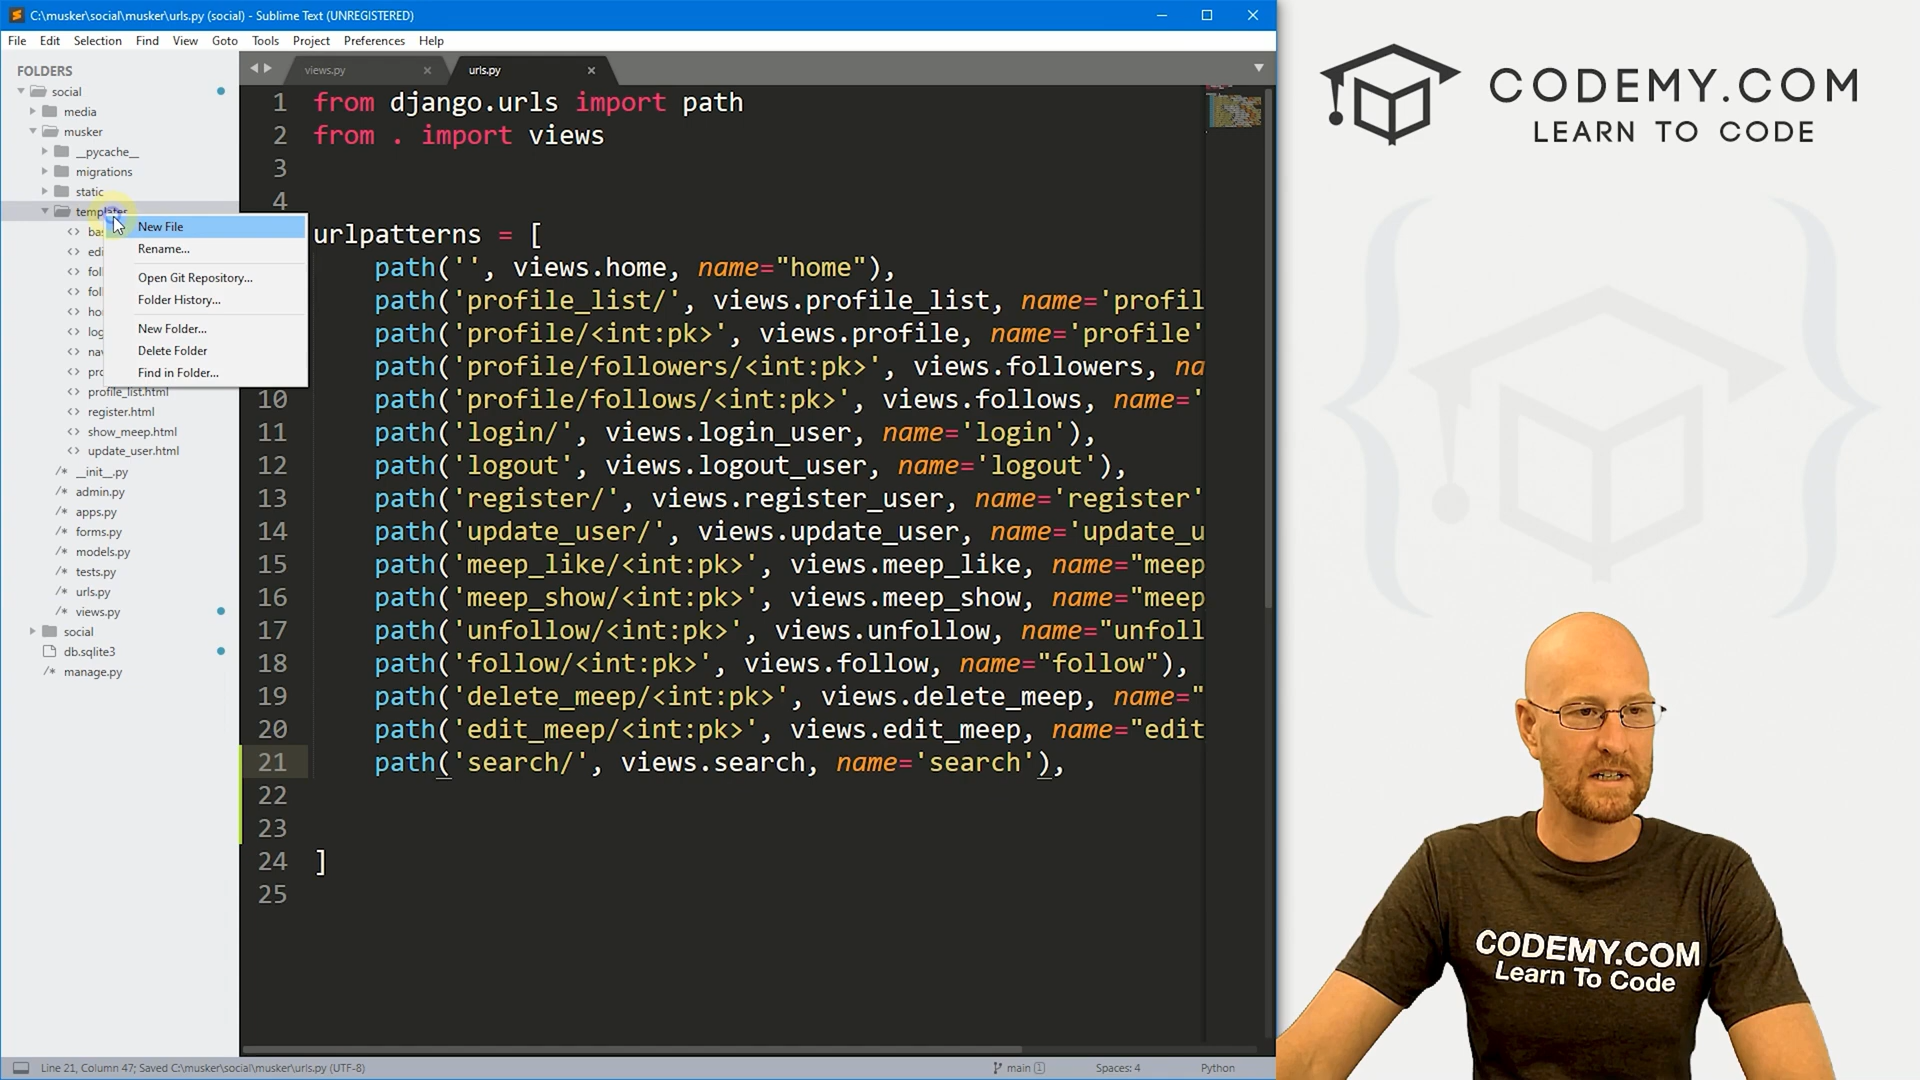 C:\musker\social\musker\urls.py (social) - Sublime Text (UNREGISTERED)
File Edit Selection Find View Goto Tools Project Preferences Help
FOLDERS
social
media
musker
__pycache__
migrations
static
templates
New File
Rename...
Open Git Repository...
Folder History...
New Folder...
Delete Folder
Find in Folder...
profile_list.html
register.html
show_meep.html
update_user.html
__init__.py
admin.py
apps.py
forms.py
models.py
tests.py
urls.py
views.py
social
db.sqlite3
manage.py
views.py urls.py
1 from django.urls import path
2 from . import views
3
4
urlpatterns = [
path('', views.home, name="home"),
path('profile_list/', views.profile_list, name='profil
path('profile/<int:pk>', views.profile, name='profile'
path('profile/followers/<int:pk>', views.followers, na
10 path('profile/follows/<int:pk>', views.follows, name='
11 path('login/', views.login_user, name='login'),
12 path('logout', views.logout_user, name='logout'),
13 path('register/', views.register_user, name='register'
14 path('update_user/', views.update_user, name='update_u
15 path('meep_like/<int:pk>', views.meep_like, name="meep
16 path('meep_show/<int:pk>', views.meep_show, name="meep
17 path('unfollow/<int:pk>', views.unfollow, name="unfoll
18 path('follow/<int:pk>', views.follow, name="follow"),
19 path('delete_meep/<int:pk>', views.delete_meep, name="
20 path('edit_meep/<int:pk>', views.edit_meep, name="edit
21 path('search/', views.search, name='search'),
22
23
24 ]
25
Line 21, Column 47; Saved C:\musker\social\musker\urls.py (UTF-8)
main 1
Spaces: 4
Python
CODEMY.COM
LEARN TO CODE
CODEMY.COM
Learn To Code